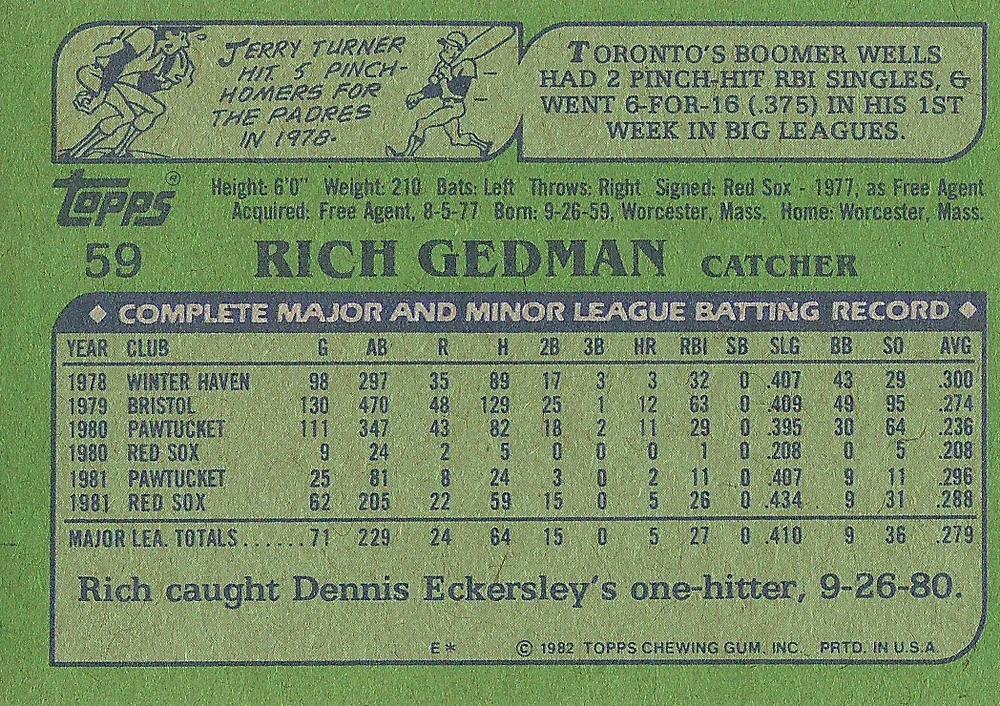 JERRY TURNER
HIT 5 PINCH-
HOMERS FOR
THE PADRES
IN 1978.
TORONTO'S BOOMER WELLS
HAD 2 PINCH-HIT RBI SINGLES, &
WENT 6-FOR-16 (.375) IN HIS 1ST
WEEK IN BIG LEAGUES.
topps®
Height: 6'0" Weight: 210 Bats: Left Throws: Right Signed: Red Sox - 1977, as Free Agent
Acquired: Free Agent, 8-5-77 Born: 9-26-59, Worcester, Mass. Home: Worcester, Mass.
59 RICH GEDMAN CATCHER
◆ COMPLETE MAJOR AND MINOR LEAGUE BATTING RECORD ◆
YEAR CLUB G AB R H 2B 3B HR RBI SB SLG BB SO AVG
1978 WINTER HAVEN 98 297 35 89 17 3 3 32 0 .407 43 29 .300
1979 BRISTOL 130 470 48 129 25 1 12 63 0 .409 49 95 .274
1980 PAWTUCKET 111 347 43 82 18 2 11 29 0 .395 30 64 .236
1980 RED SOX 9 24 2 5 0 0 0 1 0 .208 0 5 .208
1981 PAWTUCKET 25 81 8 24 3 0 2 11 0 .407 9 11 .296
1981 RED SOX 62 205 22 59 15 0 5 26 0 .434 9 31 .288
MAJOR LEA. TOTALS......71 229 24 64 15 0 5 27 0 .410 9 36 .279
Rich caught Dennis Eckersley's one-hitter, 9-26-80.
E* © 1982 TOPPS CHEWING GUM, INC. PRTD. IN U.S.A.